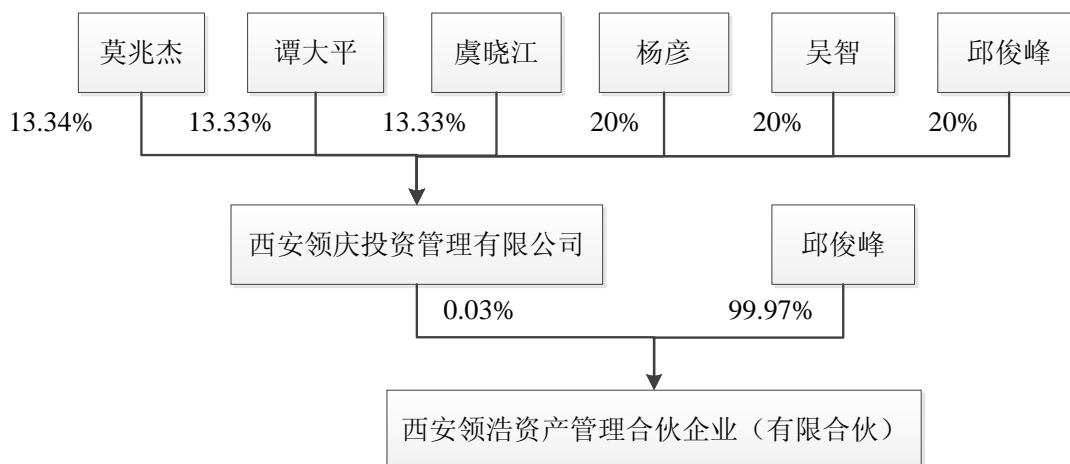 莫兆杰 谭大平 虞晓江 杨彦 吴智 邱俊峰
13.34% 13.33% 13.33% 20% 20% 20%
西安领庆投资管理有限公司 邱俊峰
0.03% 99.97%
西安领浩资产管理合伙企业（有限合伙）